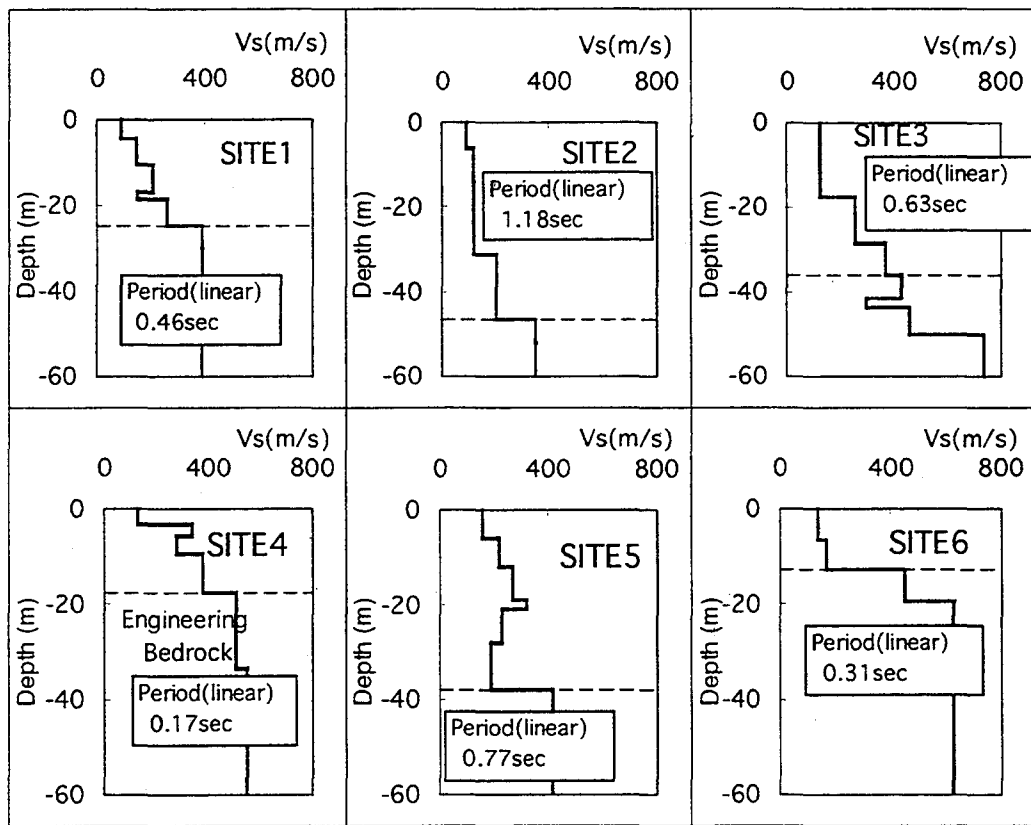 Vs(m/s)
0 400 800
0
-20
-40
-60
Depth (m)
SITE1
Period(linear)
0.46sec
Vs(m/s)
0 400 800
0
-20
-40
-60
Depth (m)
SITE2
Period(linear)
1.18sec
Vs(m/s)
0 400 800
0
-20
-40
-60
Depth (m)
SITE3
Period(linear)
0.63sec
Vs(m/s)
0 400 800
0
-20
-40
-60
Depth (m)
SITE4
Engineering
Bedrock
Period(linear)
0.17sec
Vs(m/s)
0 400 800
0
-20
-40
-60
Depth (m)
SITE5
Period(linear)
0.77sec
Vs(m/s)
0 400 800
0
-20
-40
-60
Depth (m)
SITE6
Period(linear)
0.31sec